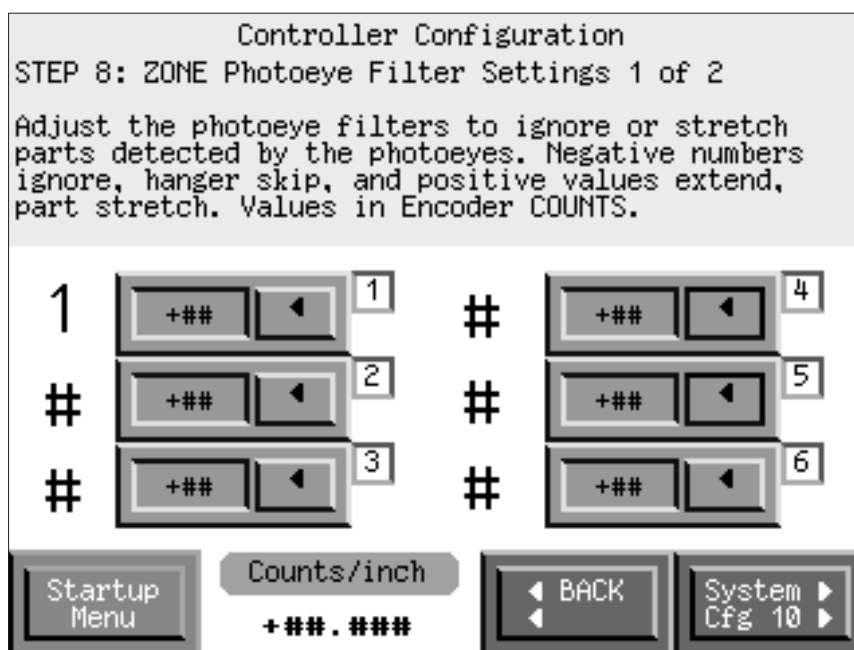 Controller Configuration
STEP 8: ZONE Photoeye Filter Settings 1 of 2
Adjust the photoeye filters to ignore or stretch
parts detected by the photoeyes. Negative numbers
ignore, hanger skip, and positive values extend,
part stretch. Values in Encoder COUNTS.
1 +## 1
# +## 2
# +## 3
# +## 4
# +## 5
# +## 6
Startup
Menu
Counts/inch
+##.###
BACK
System
Cfg 10